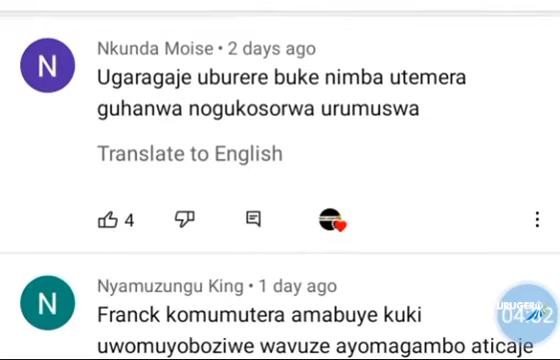 N
Nkunda Moise • 2 days ago
Ugaragaje uburere buke nimba utemera
guhanwa nogukosorwa urumuswa
Translate to English
4
N
Nyamuzungu King • 1 day ago
Franck komumutera amabuye kuki
uwomuyoboziwe wavuze ayomagambo aticaje